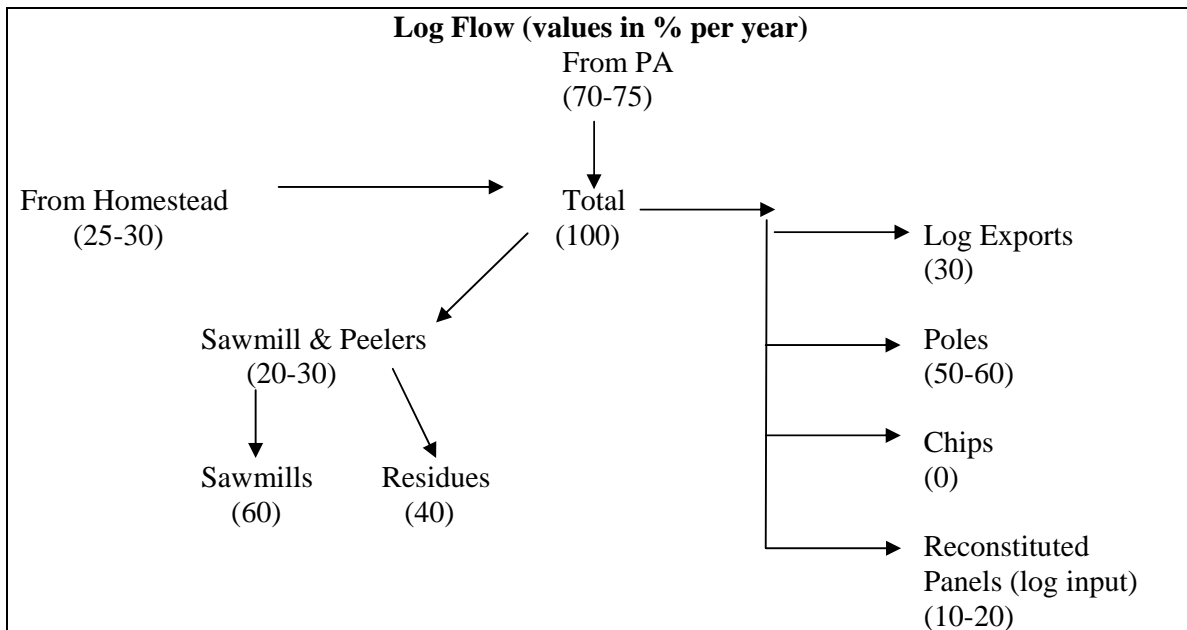 Log Flow (values in % per year)
From PA
(70-75)
From Homestead
(25-30)
Total
(100)
Log Exports
(30)
Sawmill & Peelers
(20-30)
Poles
(50-60)
Chips
(0)
Sawmills
(60)
Residues
(40)
Reconstituted
Panels (log input)
(10-20)